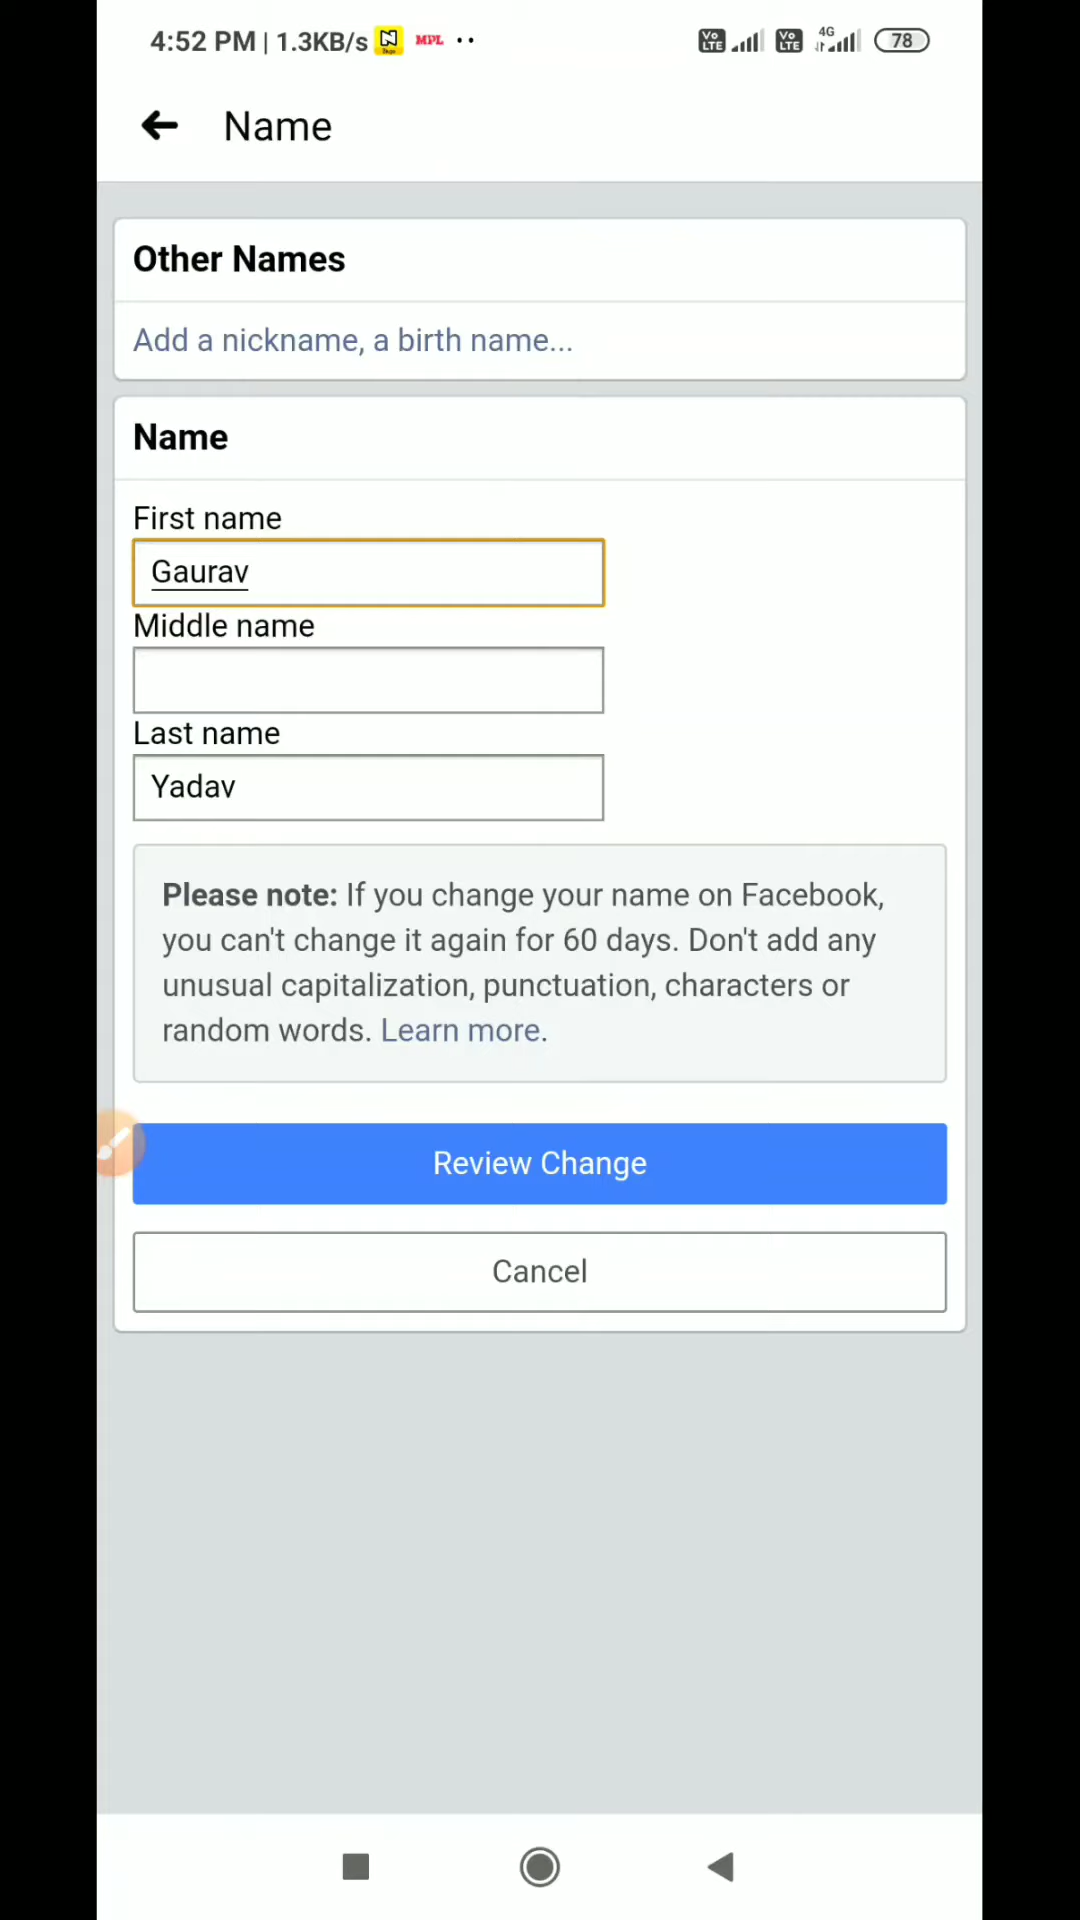 4:52 PM | 1.3KB/s MPL 4G 78
Name
Other Names
Add a nickname, a birth name...
Name
First name
Gaurav
Middle name
Last name
Yadav
Please note: If you change your name on Facebook,
you can't change it again for 60 days. Don't add any
unusual capitalization, punctuation, characters or
random words. Learn more.
Review Change
Cancel